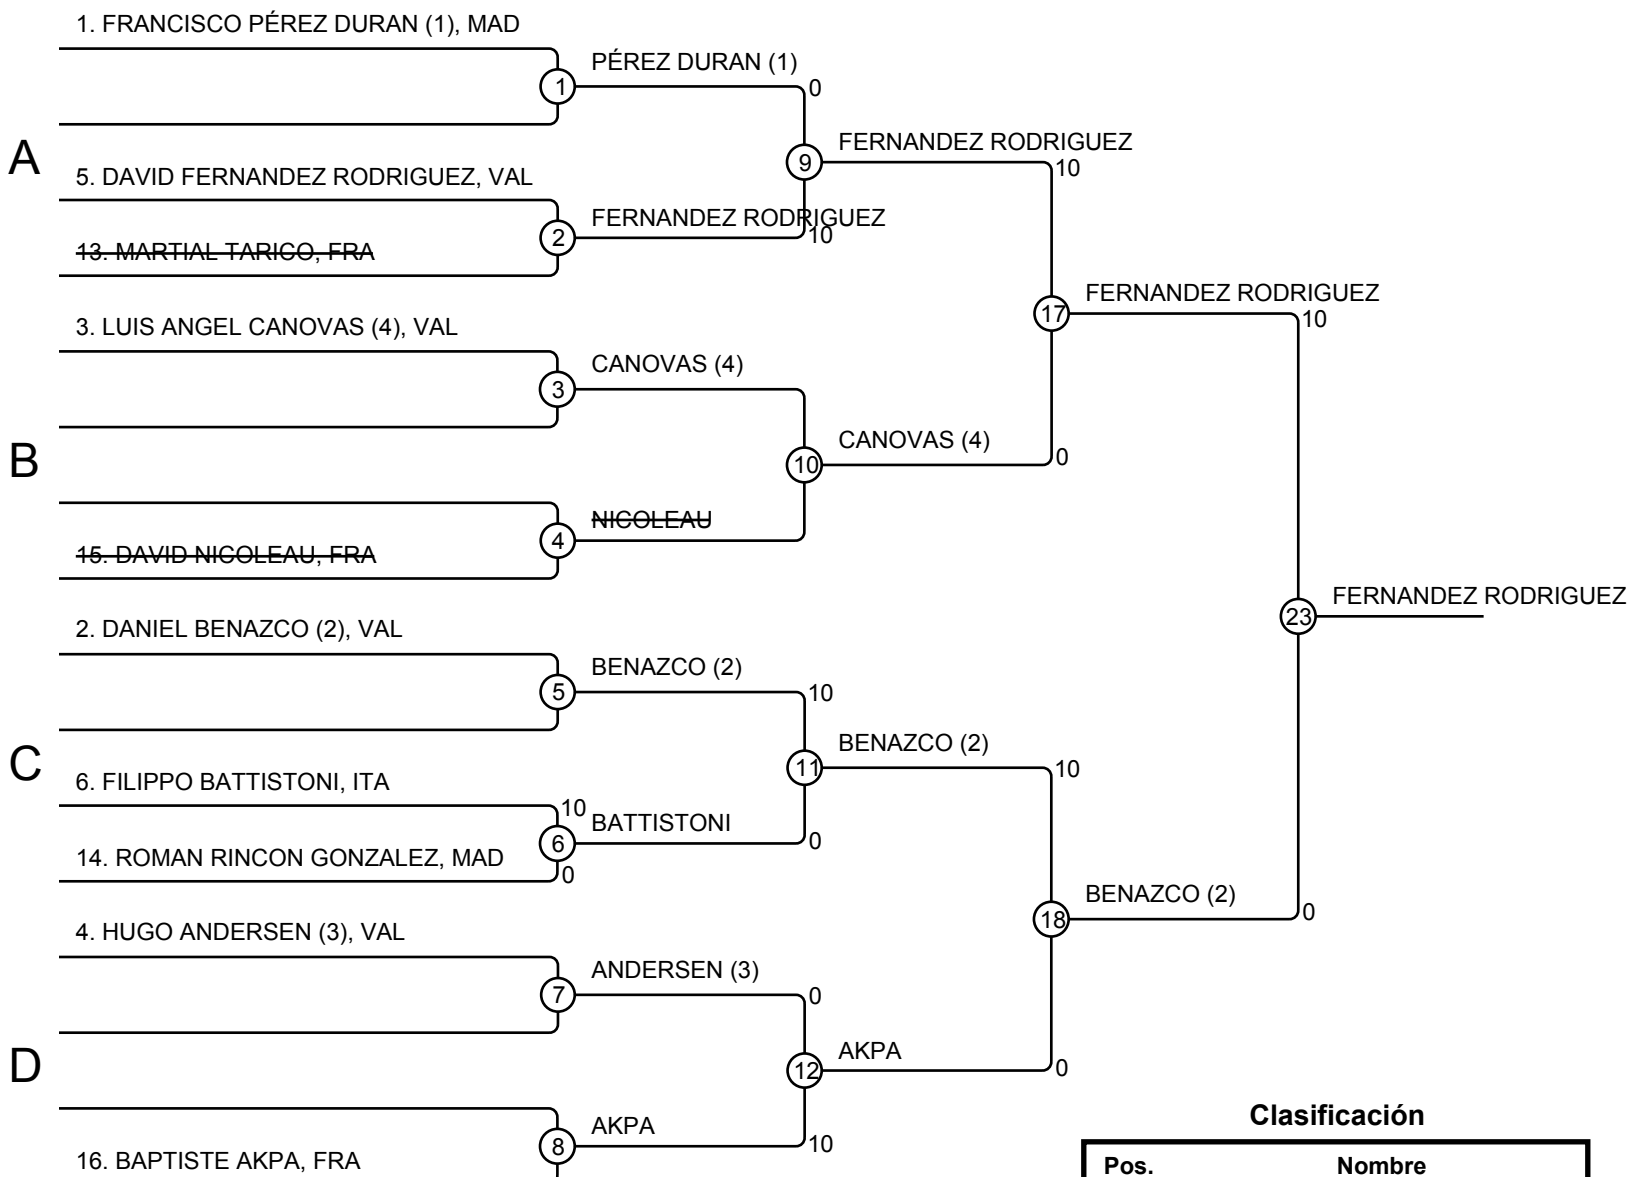 1. FRANCISCO PÉREZ DURAN (1), MAD
PÉREZ DURAN (1)
1
0
FERNANDEZ RODRIGUEZ
A
9
10
5. DAVID FERNANDEZ RODRIGUEZ, VAL
FERNANDEZ RODRIGUEZ
2
10
13. MARTIAL TARICO, FRA
FERNANDEZ RODRIGUEZ
17
10
3. LUIS ANGEL CANOVAS (4), VAL
CANOVAS (4)
3
CANOVAS (4)
B
10
0
NICOLEAU
4
15. DAVID NICOLEAU, FRA
FERNANDEZ RODRIGUEZ
23
2. DANIEL BENAZCO (2), VAL
BENAZCO (2)
5
10
BENAZCO (2)
C
11
10
6. FILIPPO BATTISTONI, ITA
10
BATTISTONI
6
0
14. ROMAN RINCON GONZALEZ, MAD
0
BENAZCO (2)
18
0
4. HUGO ANDERSEN (3), VAL
ANDERSEN (3)
7
0
AKPA
D
12
0
AKPA
8
10
16. BAPTISTE AKPA, FRA
Clasificación
Pos. Nombre